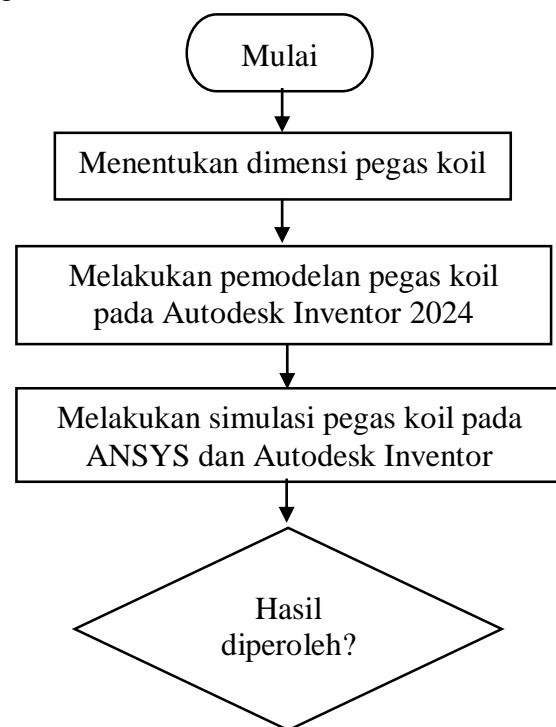 Mulai
Menentukan dimensi pegas koil
Melakukan pemodelan pegas koil
pada Autodesk Inventor 2024
Melakukan simulasi pegas koil pada
ANSYS dan Autodesk Inventor
Hasil
diperoleh?